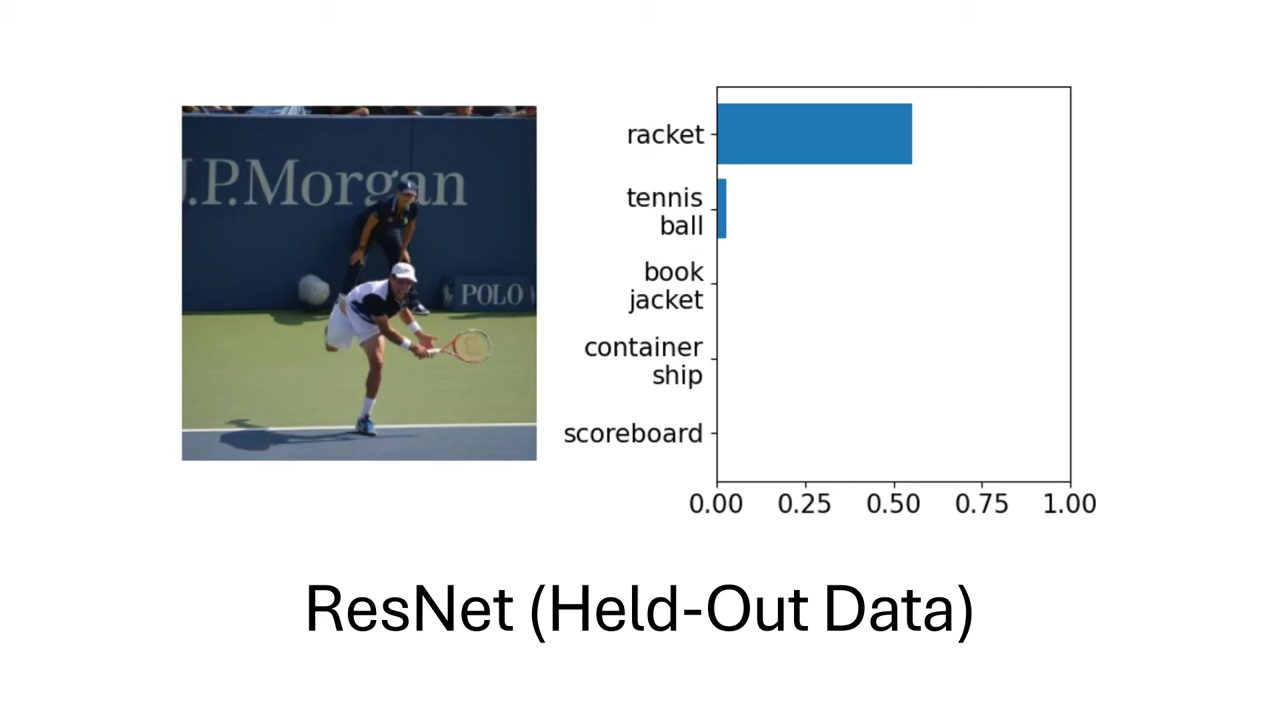 J.P.Morgan
POLO
racket
tennis
ball
book
jacket
container
ship
scoreboard
0.00 0.25 0.50 0.75 1.00
ResNet (Held-Out Data)